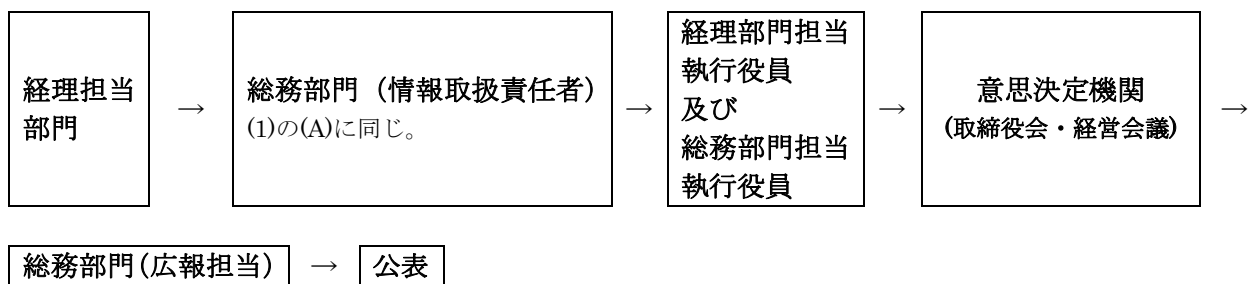 経理担当
部門
→
総務部門（情報取扱責任者）
(1)の(A)に同じ。
→
経理部門担当
執行役員
及び
総務部門担当
執行役員
→
意思決定機関
(取締役会・経営会議)
→
総務部門(広報担当)
→
公表